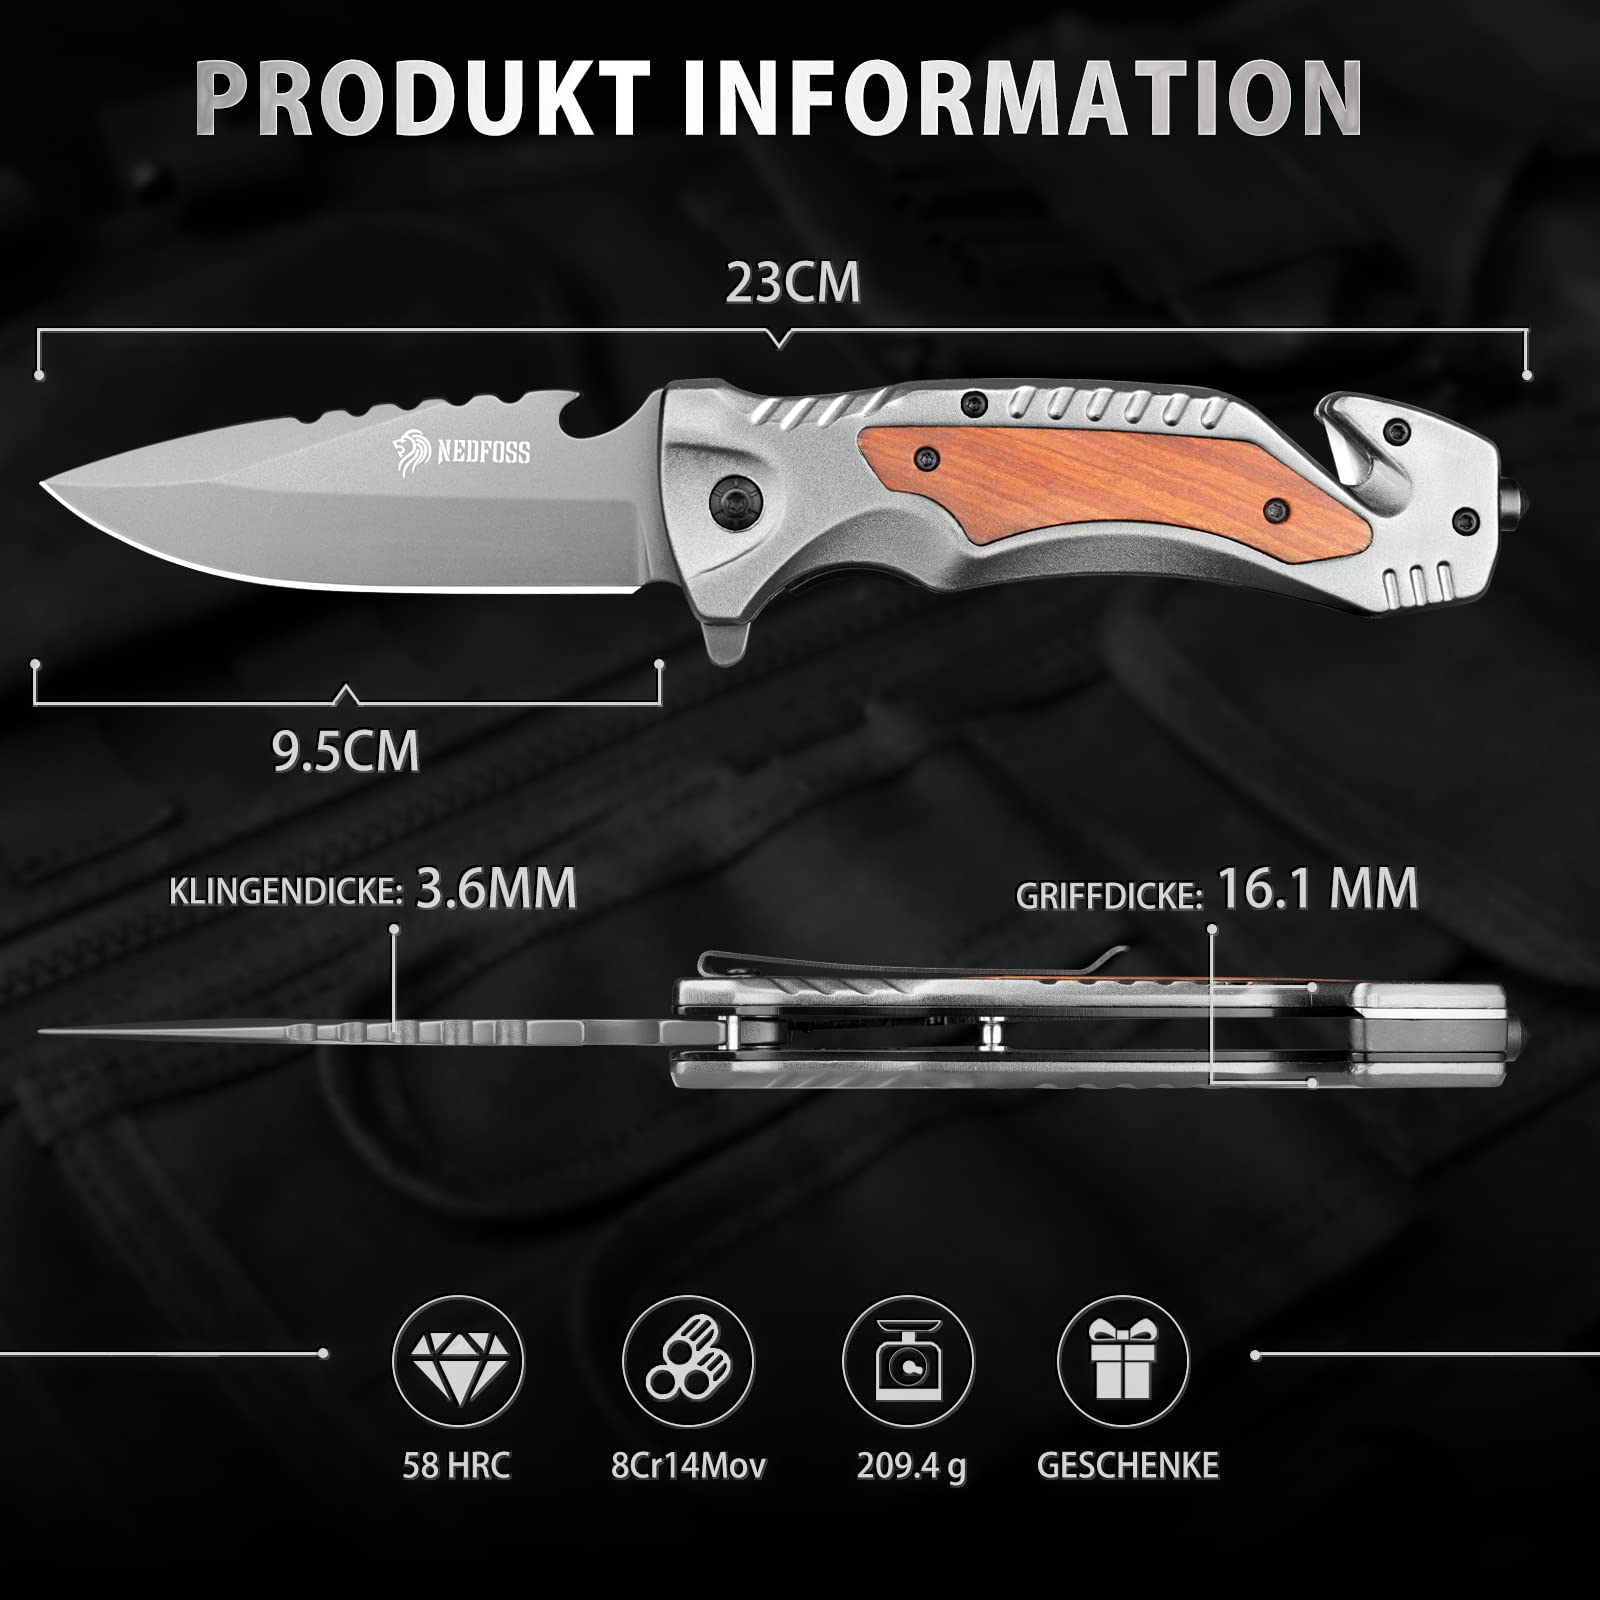 PRODUKT INFORMATION
23CM
NEDFOSS
9.5CM
KLINGENDICKE: 3.6MM
GRIFFDICKE: 16.1 MM
58 HRC
8Cr14Mov
209.4 g
GESCHENKE